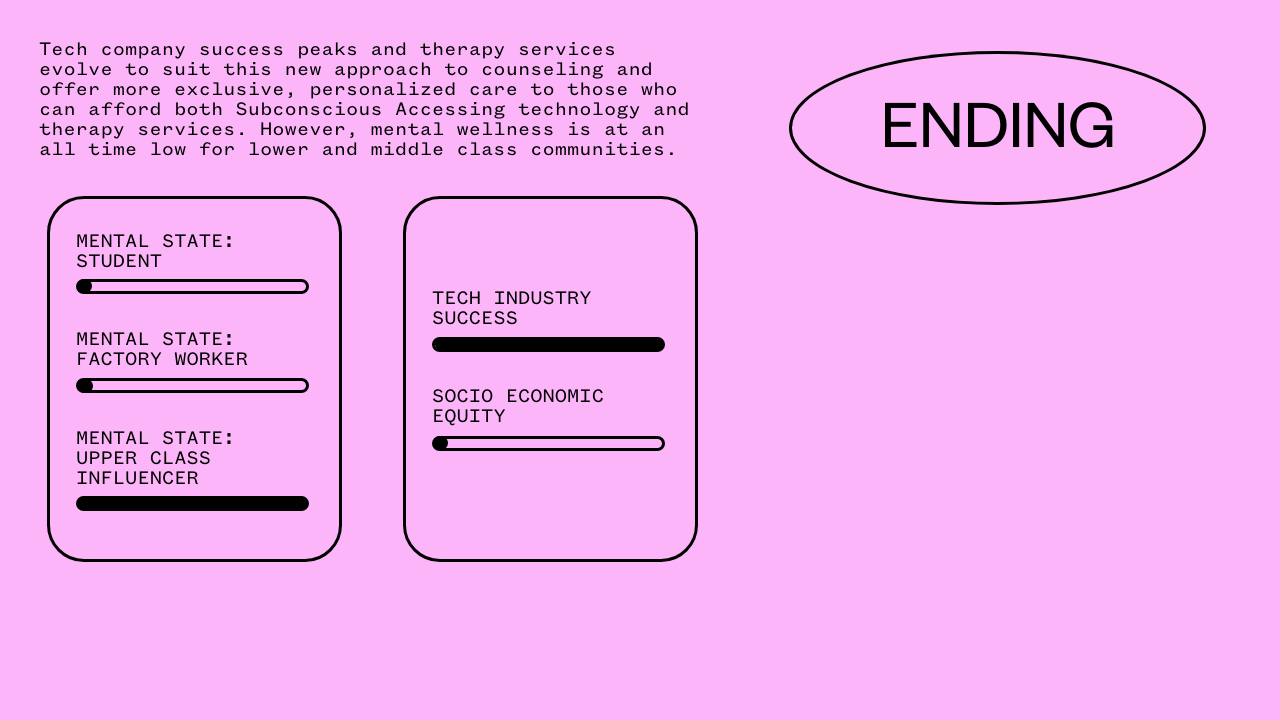 Tech company success peaks and therapy services
evolve to suit this new approach to counseling and
offer more exclusive, personalized care to those who
can afford both Subconscious Accessing technology and
therapy services. However, mental wellness is at an
all time low for lower and middle class communities.
ENDING
MENTAL STATE:
STUDENT
MENTAL STATE:
FACTORY WORKER
MENTAL STATE:
UPPER CLASS
INFLUENCER
TECH INDUSTRY
SUCCESS
SOCIO ECONOMIC
EQUITY